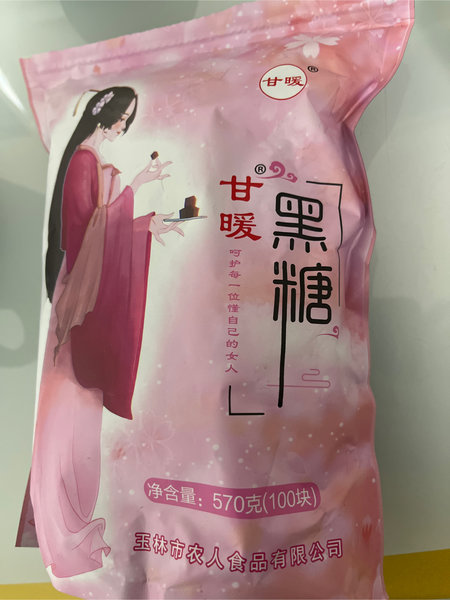 甘暖®
甘暖®
黑糖
呵护每一位懂自己的女人
净含量：570克(100块)
玉林市农人食品有限公司